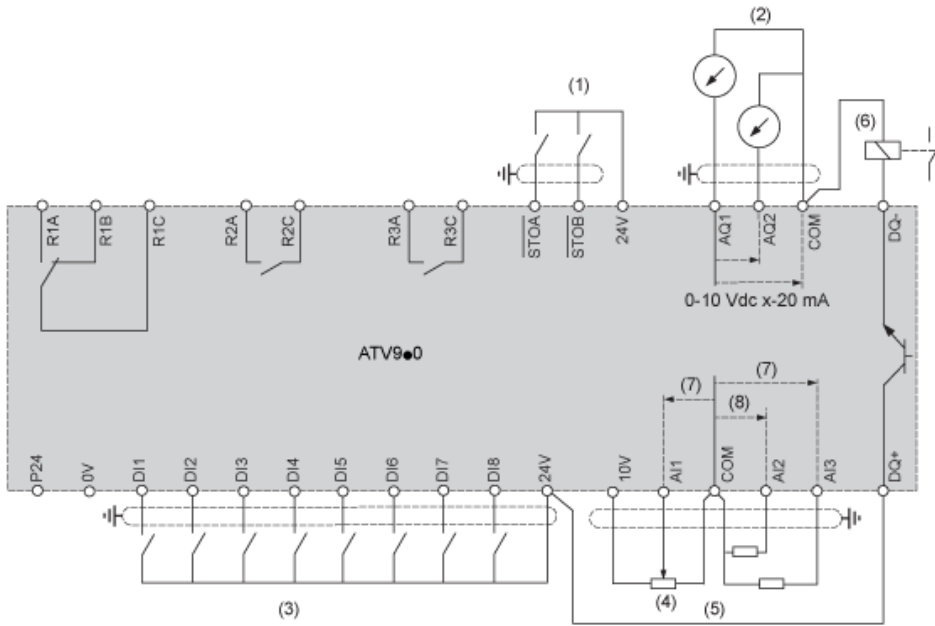 (2)
(1)
(6)
R1A
R1B
R1C
R2A
R2C
R3A
R3C
STOA
STOB
24V
AQ1
AQ2
COM
DQ-
0-10 Vdc x-20 mA
ATV9●0
(7)
(7)
(8)
P24
0V
DI1
DI2
DI3
DI4
DI5
DI6
DI7
DI8
24V
10V
AI1
COM
AI2
AI3
DQ+
(3)
(4)
(5)